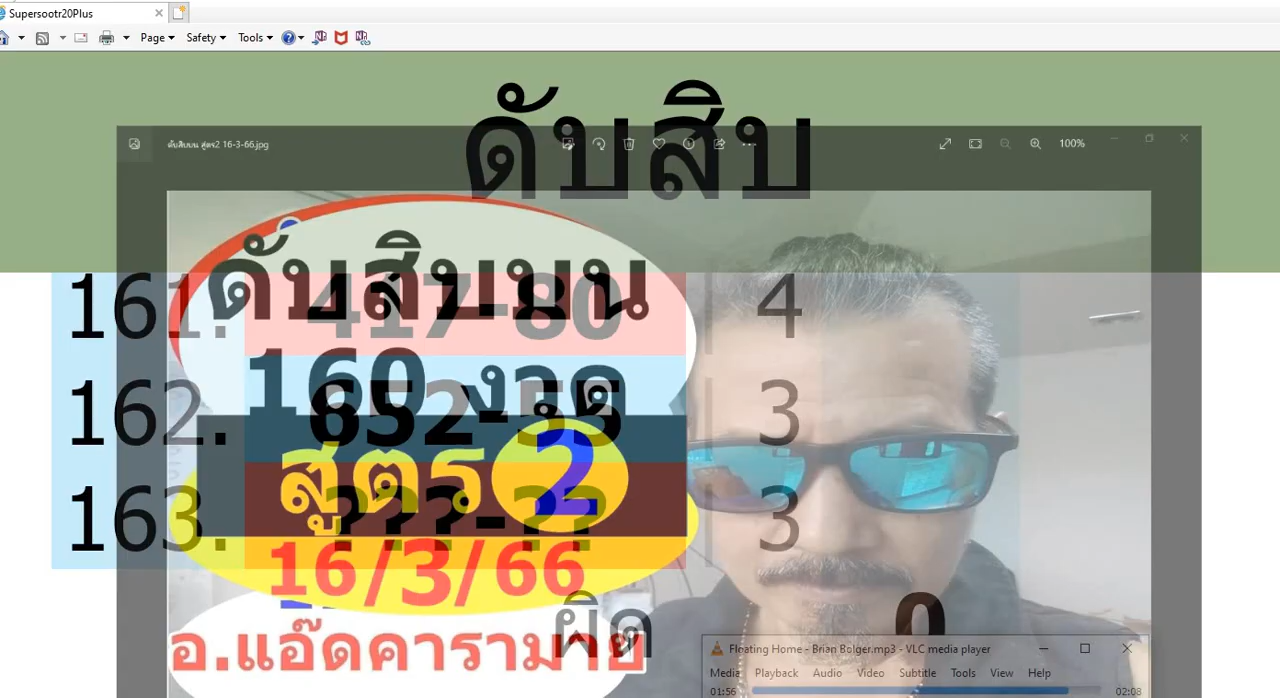 Supersootr20Plus
Page Safety Tools
ดับสิบ
ดับสิบบน สูตร2 16-3-66.jpg
100%
ดับสิบบน
160 งวด
สูตร 2
16/3/66
อ.แอ๊ดคารามาย
161. 417-80 4
162. 652-55 3
163. ???-?? 3
ผิด 0
Floating Home - Brian Bolger.mp3 - VLC media player
Media Playback Audio Video Subtitle Tools View Help
01:56 02:08